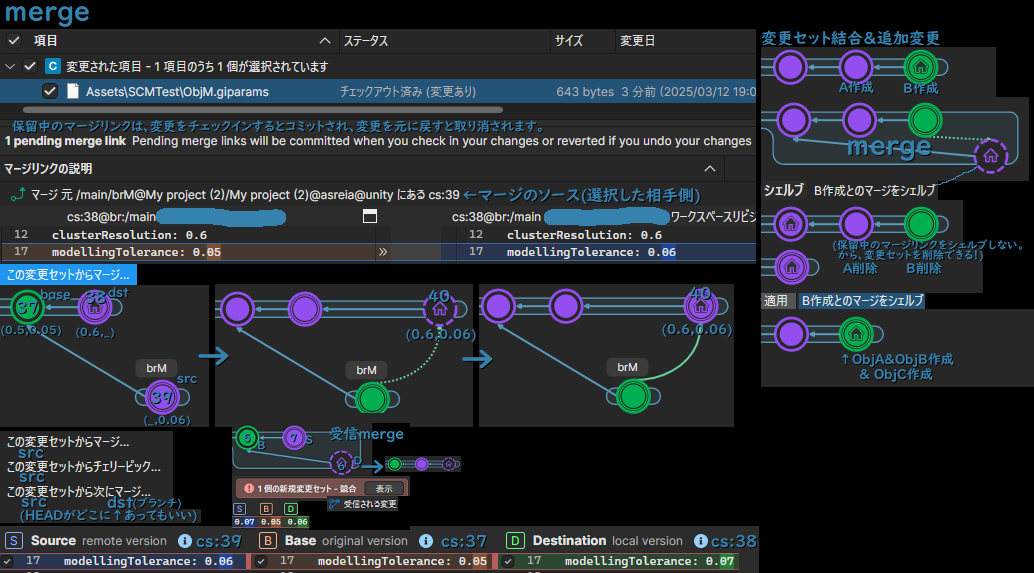 merge
項目 ステータス サイズ 変更日
C 変更された項目 - 1 項目のうち 1 個が選択されています
Assets\SCMTest\ObjM.giparams チェックアウト済み (変更あり) 643 bytes 3 分前 (2025/03/12 19:0
保留中のマージリンクは、変更をチェックインするとコミットされ、変更を元に戻すと取り消されます。
1 pending merge link Pending merge links will be committed when you check in your changes or reverted if you undo your changes
マージリンクの説明
マージ 元 /main/brM@My project (2)/My project (2)@asreia@unity にある cs:39 ←マージのソース(選択した相手側)
cs:38@br:/main
cs:38@br:/main ワークスペースリビジ
12 clusterResolution: 0.6
17 modellingTolerance: 0.05 »
12 clusterResolution: 0.6
17 modellingTolerance: 0.06
この変更セットからマージ...
base
dst
37
38
(0.5,0.05)
(0.6,_)
brM
src
39
(_,0.06)
40
(0.6,0.06)
brM
40
(0.6,0.06)
brM
この変更セットからマージ...
src
この変更セットからチェリーピック...
src
この変更セットから次にマージ...
src dst(ブランチ)
(HEADがどこに↑あってもいい)
受信merge
5 B 7 S
6 D
1 個の新規変更セット - 競合 表示
受信される変更
S B D
0.07 0.05 0.06
S Source remote version cs:39
B Base original version cs:37
D Destination local version cs:38
17 modellingTolerance: 0.06
17 modellingTolerance: 0.05
17 modellingTolerance: 0.07
変更セット結合&追加変更
A作成
B作成
merge
シェルブ B作成とのマージをシェルブ
(保留中のマージリンクをシェルブしない。
から、変更セットを削除できる!)
A削除 B削除
適用 B作成とのマージをシェルブ
↑ObjA&ObjB作成
& ObjC作成